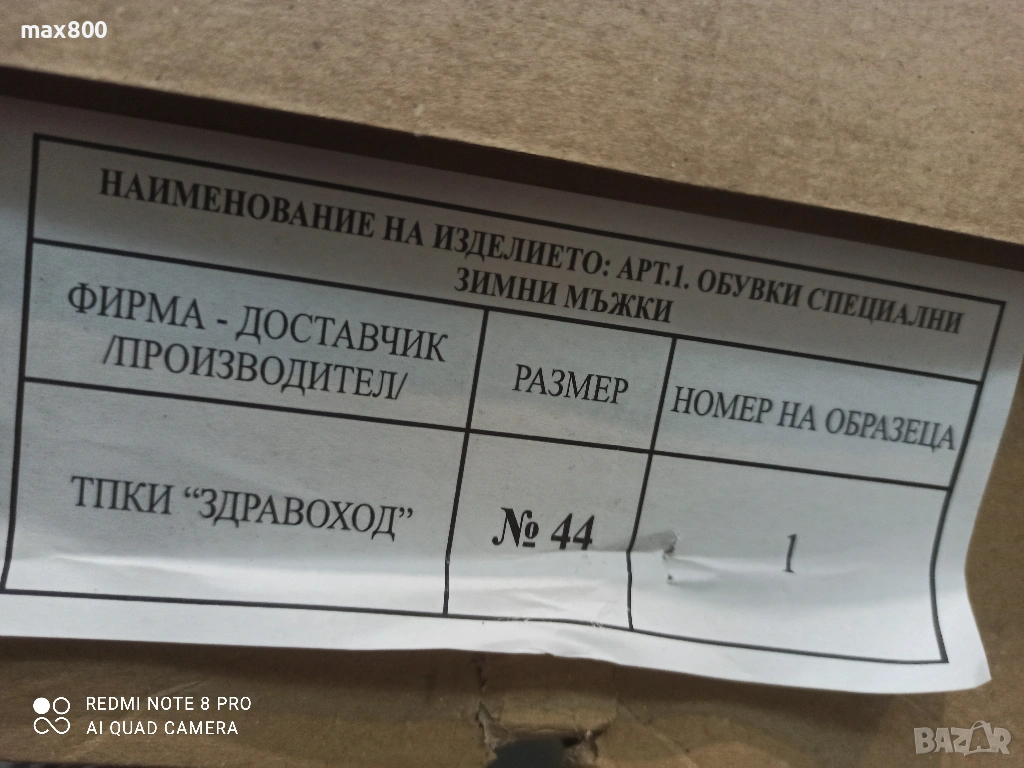 max800
НАИМЕНОВАНИЕ НА ИЗДЕЛИЕТО: АРТ.1. ОБУВКИ СПЕЦИАЛНИ
ЗИМНИ МЪЖКИ
ФИРМА - ДОСТАВЧИК
/ПРОИЗВОДИТЕЛ/
РАЗМЕР
НОМЕР НА ОБРАЗЕЦА
ТПКИ “ЗДРАВОХОД”
№ 44
1
REDMI NOTE 8 PRO
AI QUAD CAMERA
BAZAR